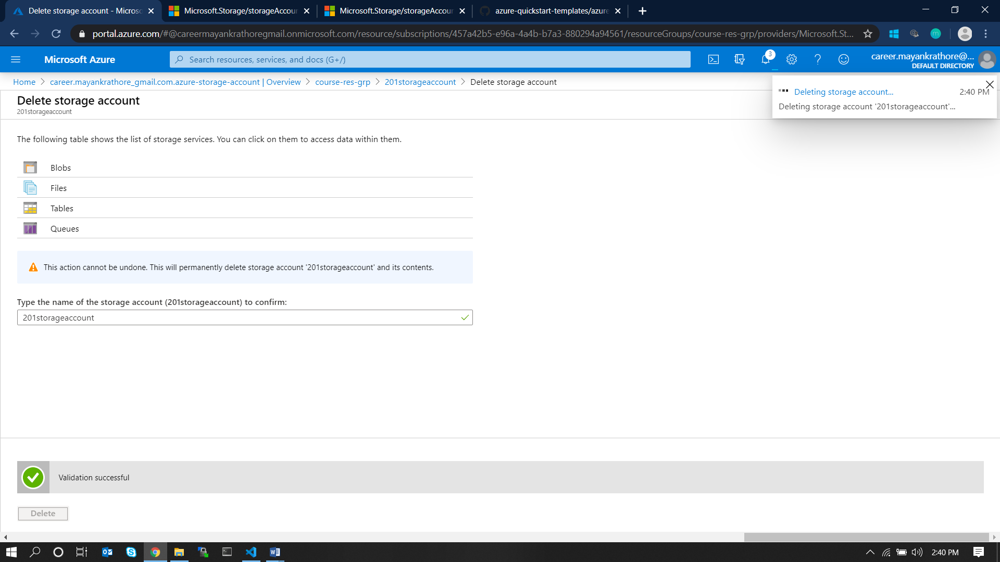 Delete storage account - Micros
Microsoft.Storage/storageAccour
Microsoft.Storage/storageAccour
azure-quickstart-templates/azure
portal.azure.com/#@careermayankrathoregmail.onmicrosoft.com/resource/subscriptions/457a42b5-e96a-4a4b-b7a3-880294a94561/resourceGroups/course-res-grp/providers/Microsoft.St...
Microsoft Azure
Search resources, services, and docs (G+/)
3
career.mayankrathore@...
DEFAULT DIRECTORY
Home > career.mayankrathore_gmail.com.azure-storage-account | Overview > course-res-grp > 201storageaccount > Delete storage account
Delete storage account
201storageaccount
Deleting storage account...
2:40 PM
Deleting storage account '201storageaccount'...
The following table shows the list of storage services. You can click on them to access data within them.
Blobs
Files
Tables
Queues
This action cannot be undone. This will permanently delete storage account '201storageaccount' and its contents.
Type the name of the storage account (201storageaccount) to confirm:
201storageaccount
Validation successful
Delete
2:40 PM